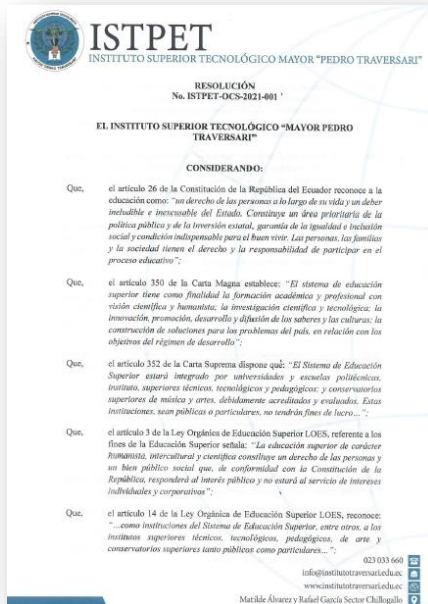 ISTPET
INSTITUTO SUPERIOR TECNOLÓGICO MAYOR "PEDRO TRAVERSARI"
RESOLUCIÓN
No. ISTPET-OCS-2021-001
EL INSTITUTO SUPERIOR TECNOLÓGICO "MAYOR PEDRO
TRAVERSARI"
CONSIDERANDO:
Que, el artículo 26 de la Constitución de la República del Ecuador reconoce a la
educación como: "un derecho de las personas a lo largo de su vida y un deber
ineludible e inexcusable del Estado. Constituye un área prioritaria de la
política pública y de la inversión estatal, garantía de la igualdad e inclusión
social y condición indispensable para el buen vivir. Las personas, las familias
y la sociedad tienen el derecho y la responsabilidad de participar en el
proceso educativo";
Que, el artículo 350 de la Carta Magna establece: "El sistema de educación
superior tiene como finalidad la formación académica y profesional con
visión científica y humanista; la investigación científica y tecnológica; la
innovación, promoción, desarrollo y difusión de los saberes y las culturas; la
construcción de soluciones para los problemas del país, en relación con los
objetivos del régimen de desarrollo";
Que, el artículo 352 de la Carta Suprema dispone que: "El Sistema de Educación
Superior estará integrado por universidades y escuelas politécnicas,
instituto, superiores técnicos, tecnológicos y pedagógicos; y conservatorios
superiores de música y artes, debidamente acreditados y evaluados. Estas
instituciones, sean públicas o particulares, no tendrán fines de lucro...";
Que, el artículo 3 de la Ley Orgánica de Educación Superior LOES, referente a los
fines de la Educación Superior señala: "La educación superior de carácter
humanista, intercultural y científica constituye un derecho de las personas y
un bien público social que, de conformidad con la Constitución de la
República, responderá al interés público y no estará al servicio de intereses
individuales y corporativos";
Que, el artículo 14 de la Ley Orgánica de Educación Superior LOES, reconoce:
"...como instituciones del Sistema de Educación Superior, entre otros, a los
institutos superiores técnicos, tecnológicos, pedagógicos, de arte y
conservatorios superiores tanto públicos como particulares...";
023 033 660
info@institutotraversari.edu.ec
www.institutotraversari.edu.ec
Matilde Álvarez y Rafael García Sector Chillogallo